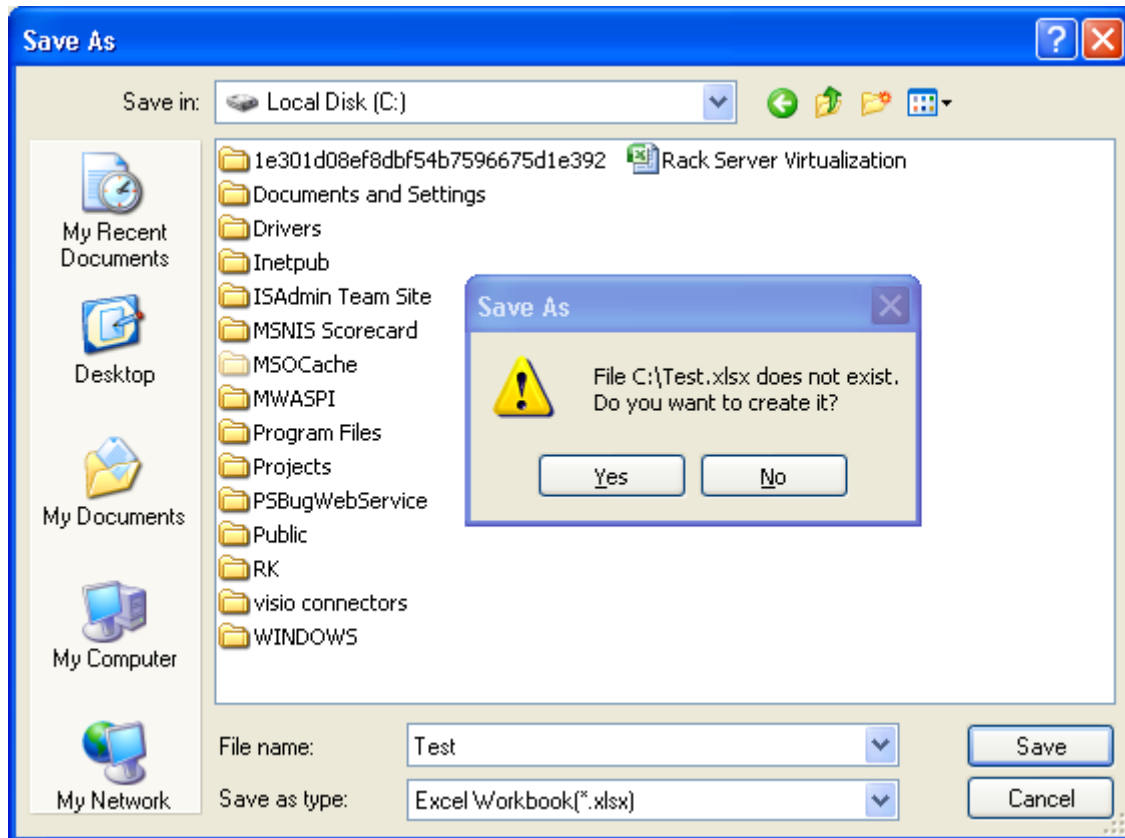 Save As
Save in: Local Disk (C:)
My Recent
Documents
Desktop
My Documents
My Computer
My Network
1e301d08ef8dbf54b7596675d1e392
Documents and Settings
Drivers
Inetpub
ISAdmin Team Site
MSNIS Scorecard
MSOCache
MWASPI
Program Files
Projects
PSBugWebService
Public
RK
visio connectors
WINDOWS
Rack Server Virtualization
Save As
File C:\Test.xlsx does not exist.
Do you want to create it?
Yes No
File name: Test Save
Save as type: Excel Workbook(*.xlsx) Cancel